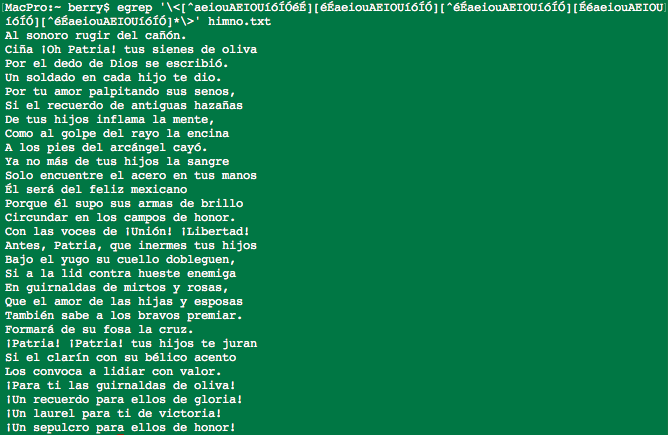 MacPro:~ berry$ egrep '\<[^aeiouAEIOUíóÍÓéÉ][éÉaeiouAEIOUíóÍÓ][^éÉaeiouAEIOUíóÍÓ][ÉéaeiouAEIOU
íóÍÓ][^éÉaeiouAEIOUíóÍÓ]*\>' himno.txt
Al sonoro rugir del cañón.
Ciña ¡Oh Patria! tus sienes de oliva
Por el dedo de Dios se escribió.
Un soldado en cada hijo te dio.
Por tu amor palpitando sus senos,
Si el recuerdo de antiguas hazañas
De tus hijos inflama la mente,
Como al golpe del rayo la encina
A los pies del arcángel cayó.
Ya no más de tus hijos la sangre
Solo encuentre el acero en tus manos
Él será del feliz mexicano
Porque él supo sus armas de brillo
Circundar en los campos de honor.
Con las voces de ¡Unión! ¡Libertad!
Antes, Patria, que inermes tus hijos
Bajo el yugo su cuello dobleguen,
Si a la lid contra hueste enemiga
En guirnaldas de mirtos y rosas,
Que el amor de las hijas y esposas
También sabe a los bravos premiar.
Formará de su fosa la cruz.
¡Patria! ¡Patria! tus hijos te juran
Si el clarín con su bélico acento
Los convoca a lidiar con valor.
¡Para ti las guirnaldas de oliva!
¡Un recuerdo para ellos de gloria!
¡Un laurel para ti de victoria!
¡Un sepulcro para ellos de honor!